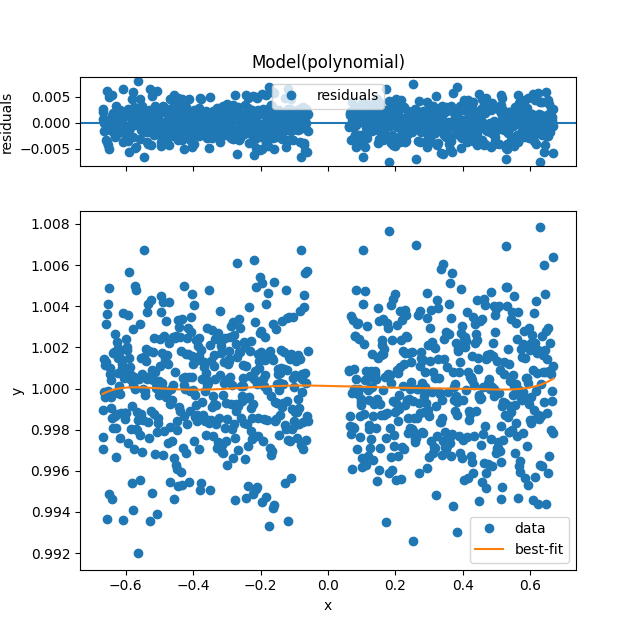 Model(polynomial)
residuals
0.005
0.000
−0.005
residuals
1.008
1.006
1.004
1.002
1.000
0.998
0.996
0.994
0.992
y
data
best-fit
−0.6 −0.4 −0.2 0.0 0.2 0.4 0.6
x